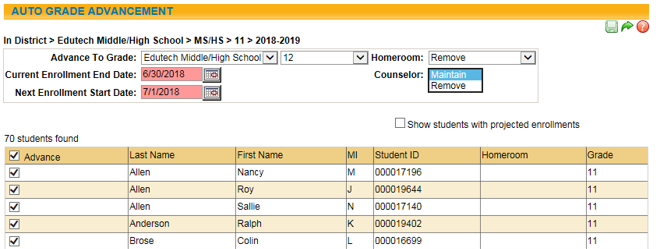 AUTO GRADE ADVANCEMENT
In District > Edutech Middle/High School > MS/HS > 11 > 2018-2019
Advance To Grade: Edutech Middle/High School 12 Homeroom: Remove
Current Enrollment End Date: 6/30/2018 Counselor: Maintain
Remove
Next Enrollment Start Date: 7/1/2018
Show students with projected enrollments
70 students found
Advance Last Name First Name MI Student ID Homeroom Grade
Allen Nancy M 000017196 11
Allen Roy J 000019644 11
Allen Sallie N 000017140 11
Anderson Ralph K 000019402 11
Brose Colin L 000016699 11